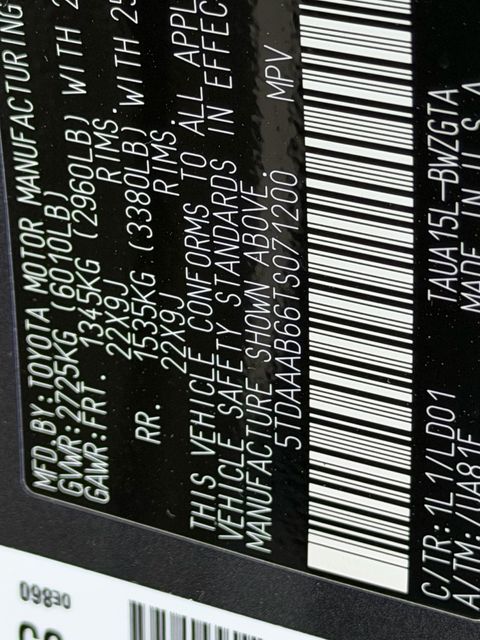 MFD. BY: TOYOTA MOTOR MANUFACTURING
GVWR: 2725KG (6010LB)
GAWR: FRT. 1345KG (2960LB) WITH
22X9J RIMS.
RR. 1535KG (3380LB) WITH 25
22X9J RIMS
THIS VEHICLE CONFORMS TO ALL APPL
VEHICLE SAFETY STANDARDS IN EFFEC
MANUFACTURE SHOWN ABOVE.
5TDAAAB66TS071200 MPV
C/TR: 1L1/LD01 TAUA15L-BWZGTA
A/TM: /UA81F MADE IN U.S.A
0E860